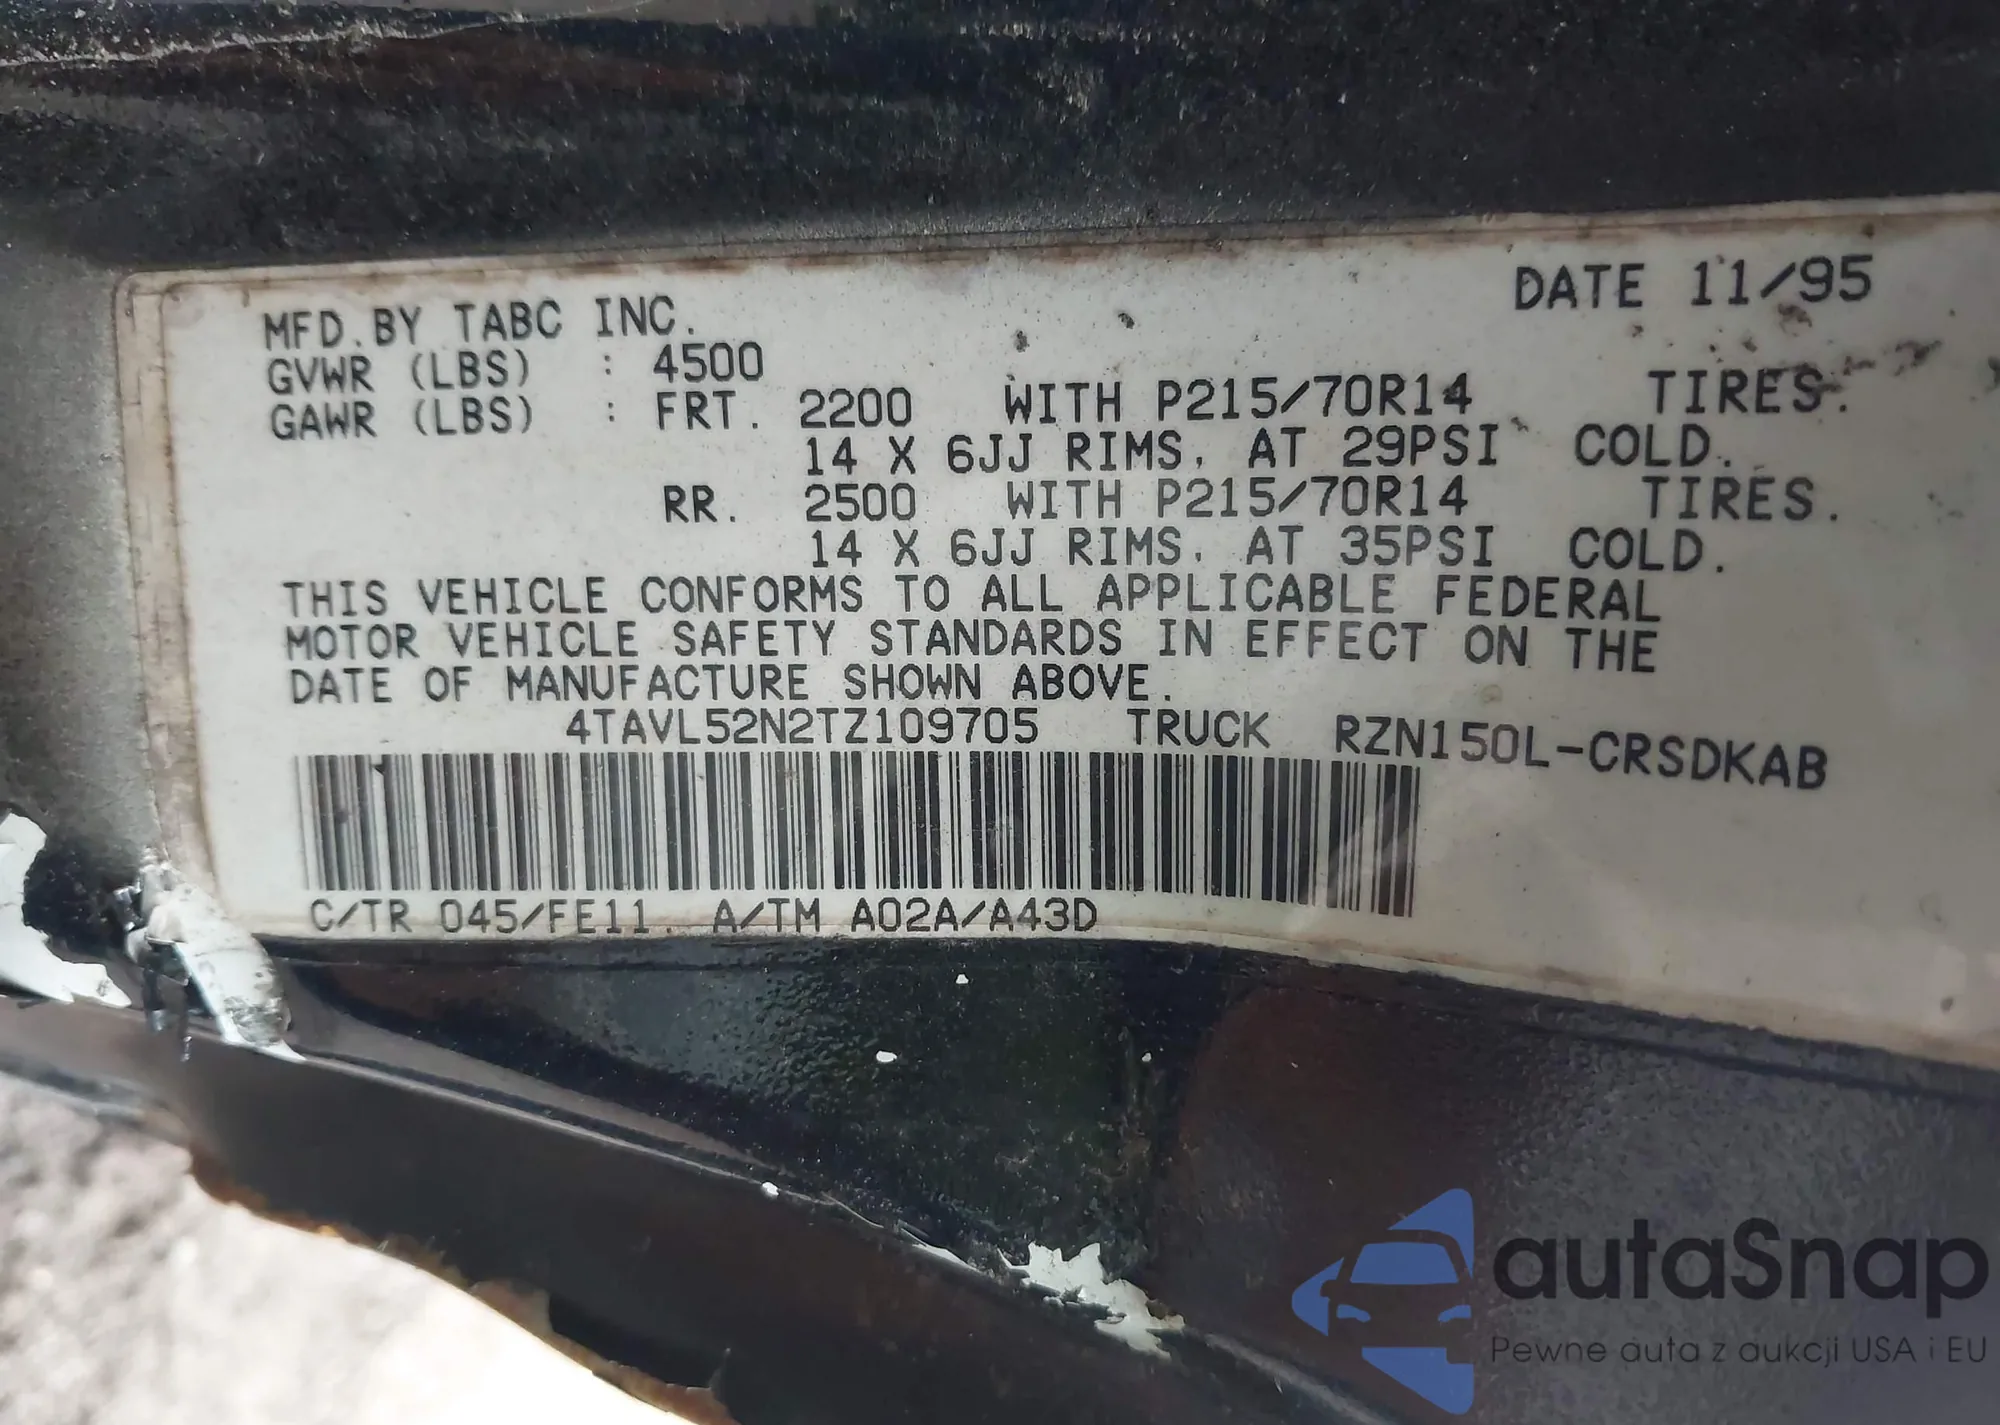 DATE 11/95
MFD.BY TABC INC.
GVWR (LBS) : 4500
GAWR (LBS) : FRT. 2200 WITH P215/70R14 TIRES.
14 X 6JJ RIMS, AT 29PSI COLD.
RR. 2500 WITH P215/70R14 TIRES.
14 X 6JJ RIMS, AT 35PSI COLD.
THIS VEHICLE CONFORMS TO ALL APPLICABLE FEDERAL
MOTOR VEHICLE SAFETY STANDARDS IN EFFECT ON THE
DATE OF MANUFACTURE SHOWN ABOVE.
4TAVL52N2TZ109705 TRUCK RZN150L-CRSDKAB
C/TR 045/FE11 A/TM A02A/A43D
autaSnap
Pewne auta z aukcji USA i EU